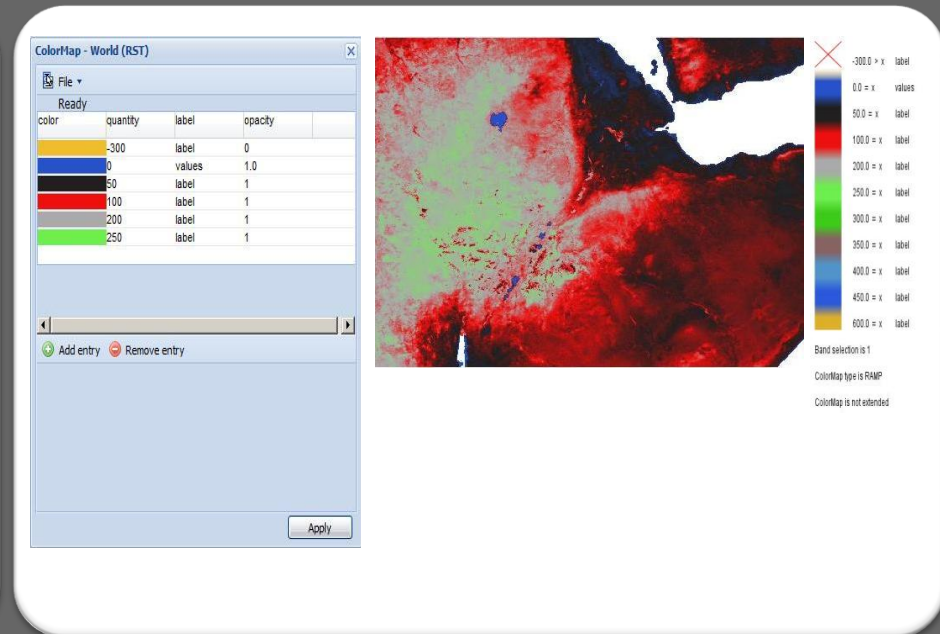 ColorMap - World (RST)
File
Ready
color quantity label opacity
-300 label 0
0 values 1.0
50 label 1
100 label 1
200 label 1
250 label 1
Add entry Remove entry
Apply
-300.0 > x label
0.0 = x values
50.0 = x label
100.0 = x label
200.0 = x label
250.0 = x label
300.0 = x label
350.0 = x label
400.0 = x label
450.0 = x label
600.0 = x label
Band selection is 1
ColorMap type is RAMP
ColorMap is not extended